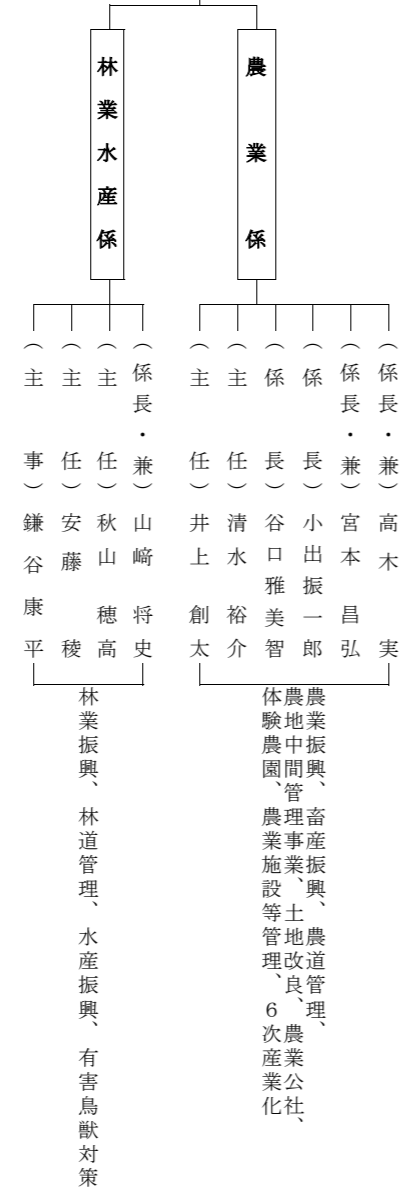 農業係
(係長・兼)高木 実
(係長・兼)宮本 昌弘
(係 長)小出振一郎
(係 長)谷口雅美智
(主 任)清水 裕介
(主 任)井上 創太
農業振興、畜産振興、農道管理、
農地中間管理事業、土地改良、農業公社、
体験農園、農業施設等管理、6次産業化
林業水産係
(係長・兼)山﨑 将史
(主 任)秋山 穂高
(主 任)安藤 稜
(主 事)鎌谷康平
林業振興、林道管理、水産振興、有害鳥獣対策